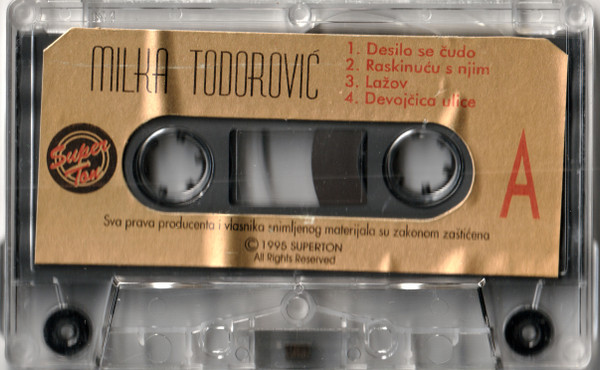 MILKA TODOROVIĆ
1. Desilo se čudo
2. Raskinuću s njim
3. Lažov
4. Devojčica ulice
Super
Ton
A
Sva prava producenta i vlasnika snimljenog materijala su zakonom zaštićena
© 1995 SUPERTON
All Rights Reserved